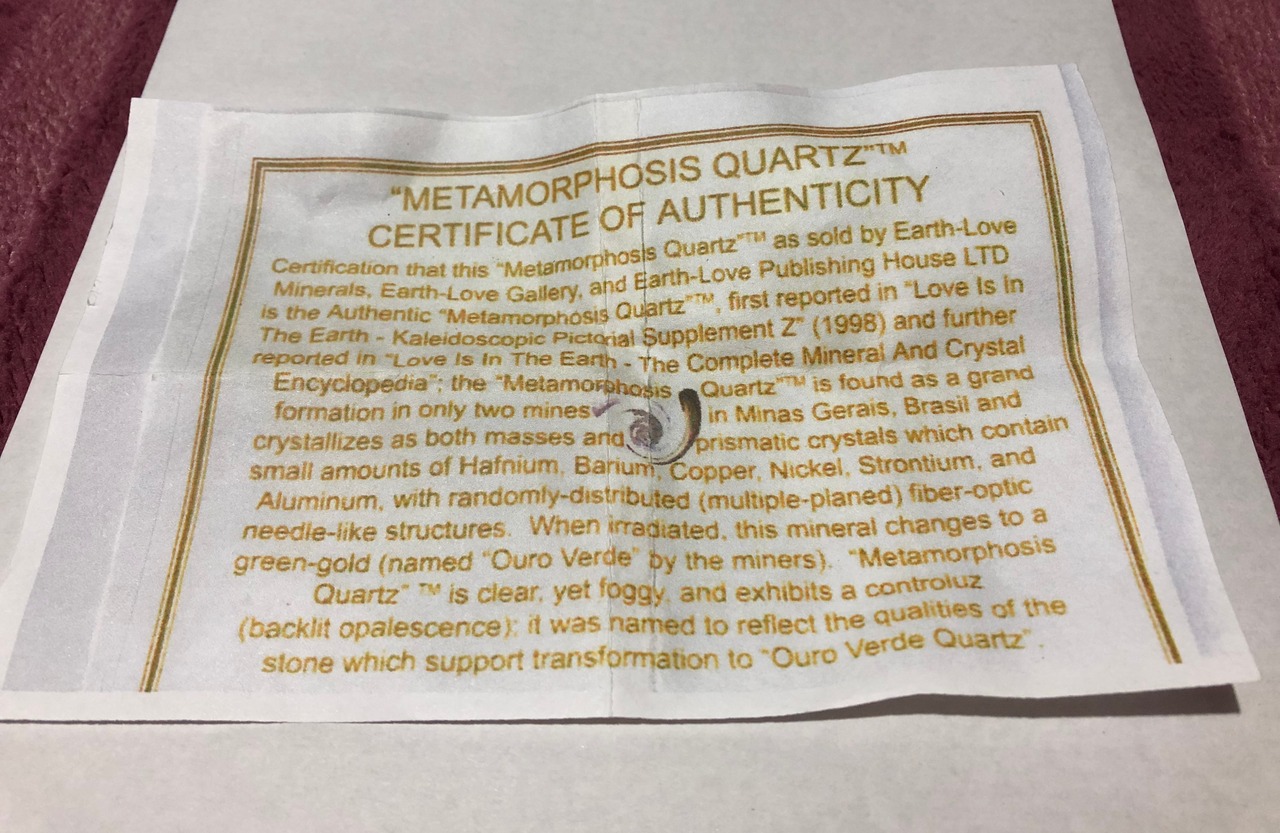 "METAMORPHOSIS QUARTZ"™
CERTIFICATE OF AUTHENTICITY
Certification that this "Metamorphosis Quartz"™ as sold by Earth-Love
Minerals, Earth-Love Gallery, and Earth-Love Publishing House LTD
is the Authentic "Metamorphosis Quartz"™, first reported in "Love Is In
The Earth - Kaleidoscopic Pictorial Supplement Z" (1998) and further
reported in "Love Is In The Earth - The Complete Mineral And Crystal
Encyclopedia"; the "Metamorphosis Quartz"™ is found as a grand
formation in only two mines in Minas Gerais, Brasil and
crystallizes as both masses and prismatic crystals which contain
small amounts of Hafnium, Barium, Copper, Nickel, Strontium, and
Aluminum, with randomly-distributed (multiple-planed) fiber-optic
needle-like structures. When irradiated, this mineral changes to a
green-gold (named "Ouro Verde" by the miners). "Metamorphosis
Quartz" ™ is clear, yet foggy, and exhibits a controluz
(backlit opalescence); it was named to reflect the qualities of the
stone which support transformation to "Ouro Verde Quartz".